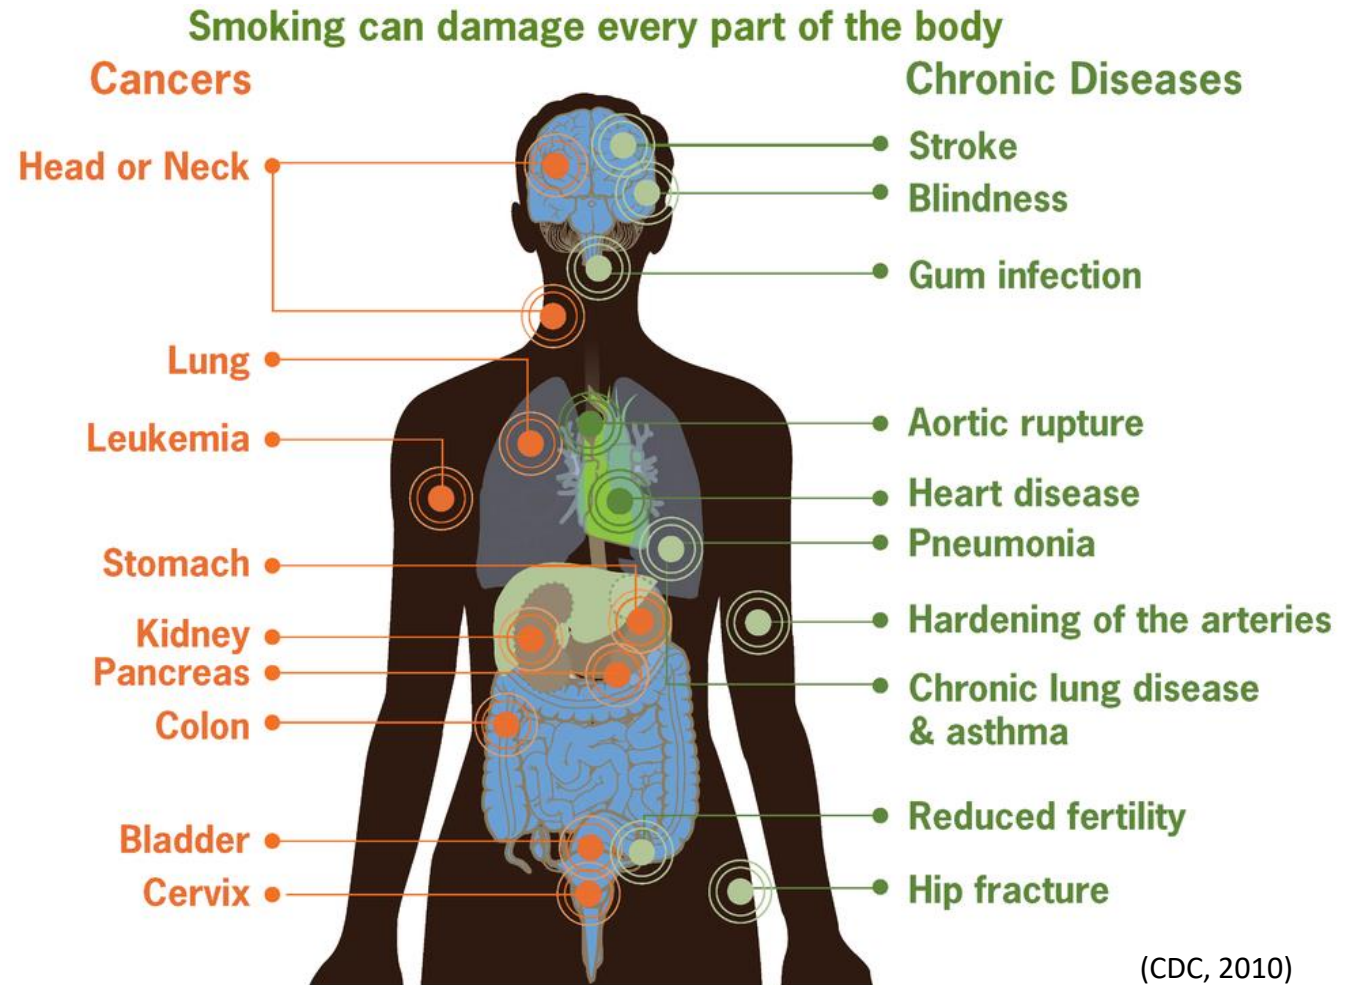 Smoking can damage every part of the body
Cancers
Head or Neck
Lung
Leukemia
Stomach
Kidney
Pancreas
Colon
Bladder
Cervix
Chronic Diseases
Stroke
Blindness
Gum infection
Aortic rupture
Heart disease
Pneumonia
Hardening of the arteries
Chronic lung disease
& asthma
Reduced fertility
Hip fracture
(CDC, 2010)